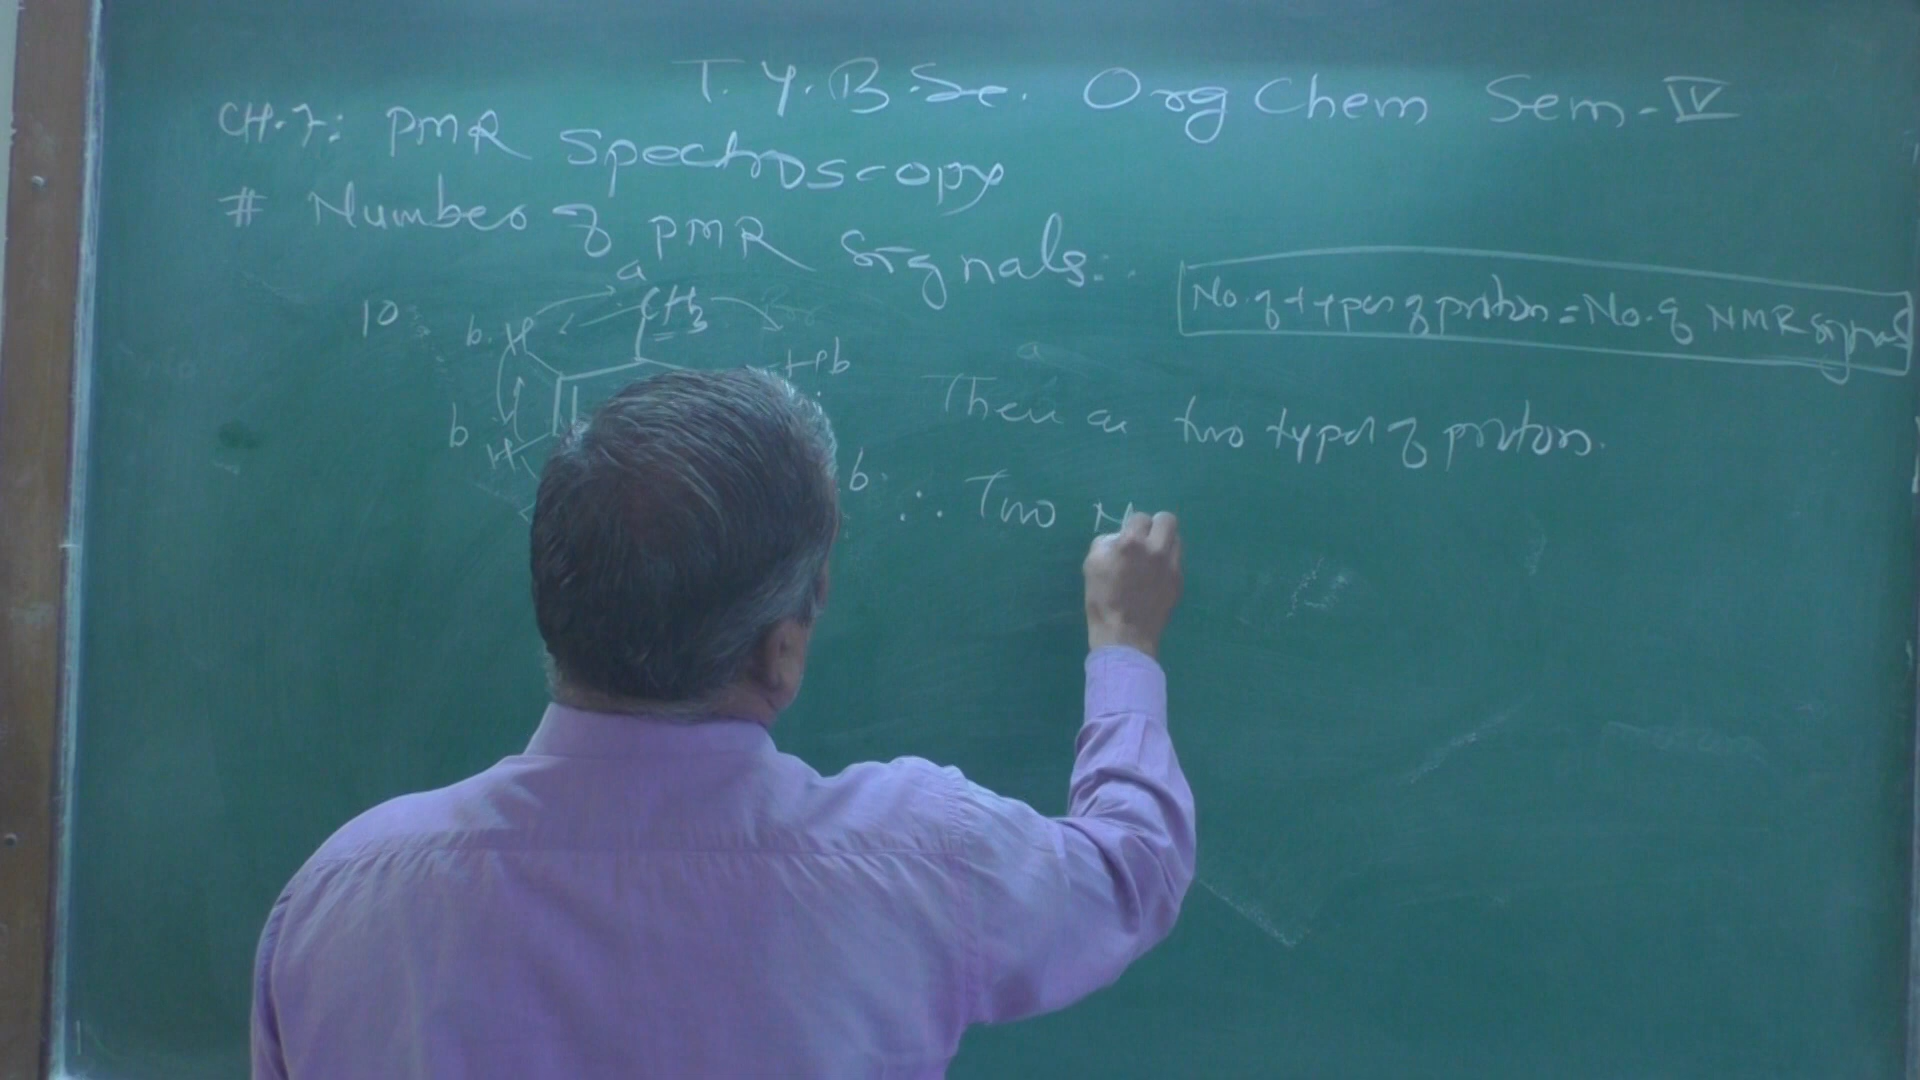 T.Y.B.Sc. Org Chem Sem-IV
CH.7: PMR Spectroscopy
# Number of PMR Signals:
No. of types of proton = No. of NMR signals
10
a
CH3
b H
H b
b
H
b
There are two types of proton.
∴ Two N